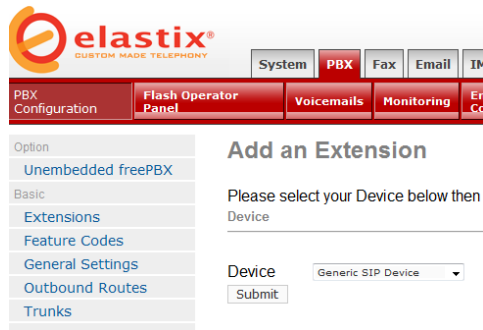 elastix®
CUSTOM MADE TELEPHONY
System PBX Fax Email IM
PBX Configuration
Flash Operator Panel
Voicemails Monitoring
Option
Unembedded freePBX
Basic
Extensions
Feature Codes
General Settings
Outbound Routes
Trunks
Add an Extension
Please select your Device below then
Device
Device Generic SIP Device
Submit